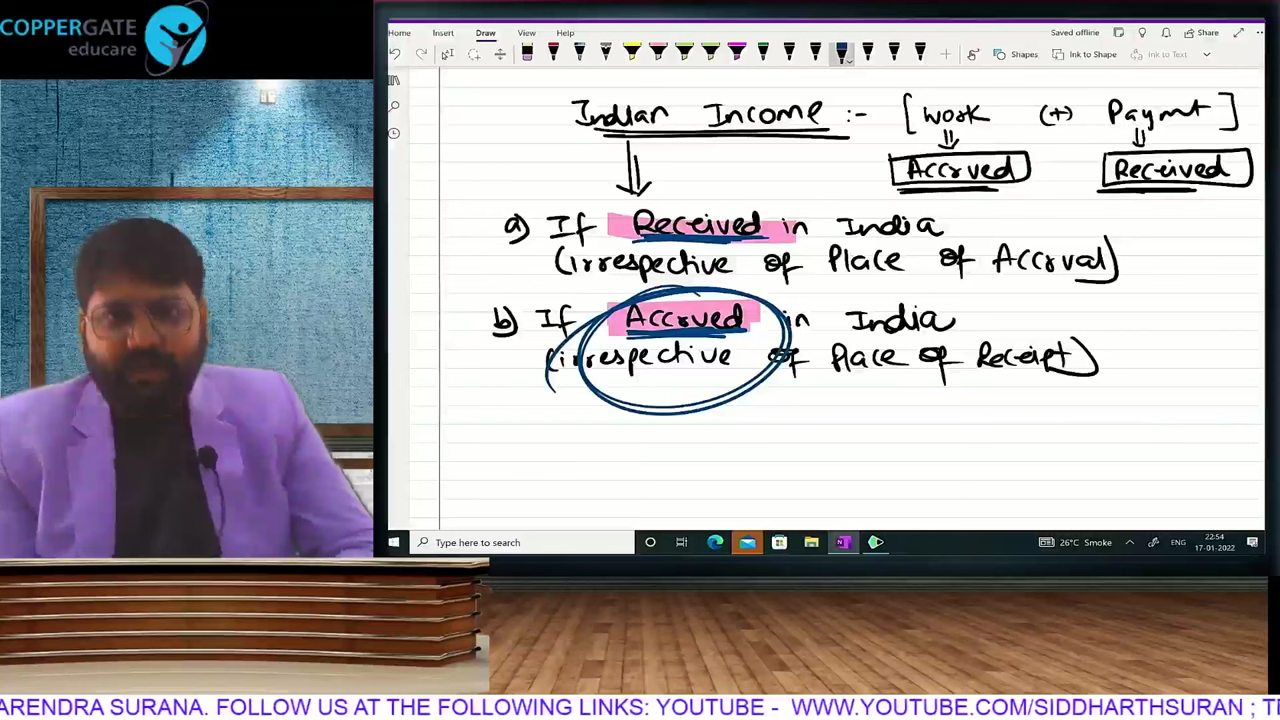 COPPERGATE
educare
Home Insert Draw View Help
Saved offline
Share
Shapes
Ink to Shape
Ink to Text
Indian Income :- [Work (+) Paymt]
Accrued Received
a) If Received in India
(irrespective of Place of Accrual)
b) If Accrued in India
(irrespective of Place of Receipt)
Type here to search
26°C Smoke
ENG
22:54
17-01-2022
ARENDRA SURANA. FOLLOW US AT THE FOLLOWING LINKS: YOUTUBE - WWW.YOUTUBE.COM/SIDDHARTHSURAN ; T